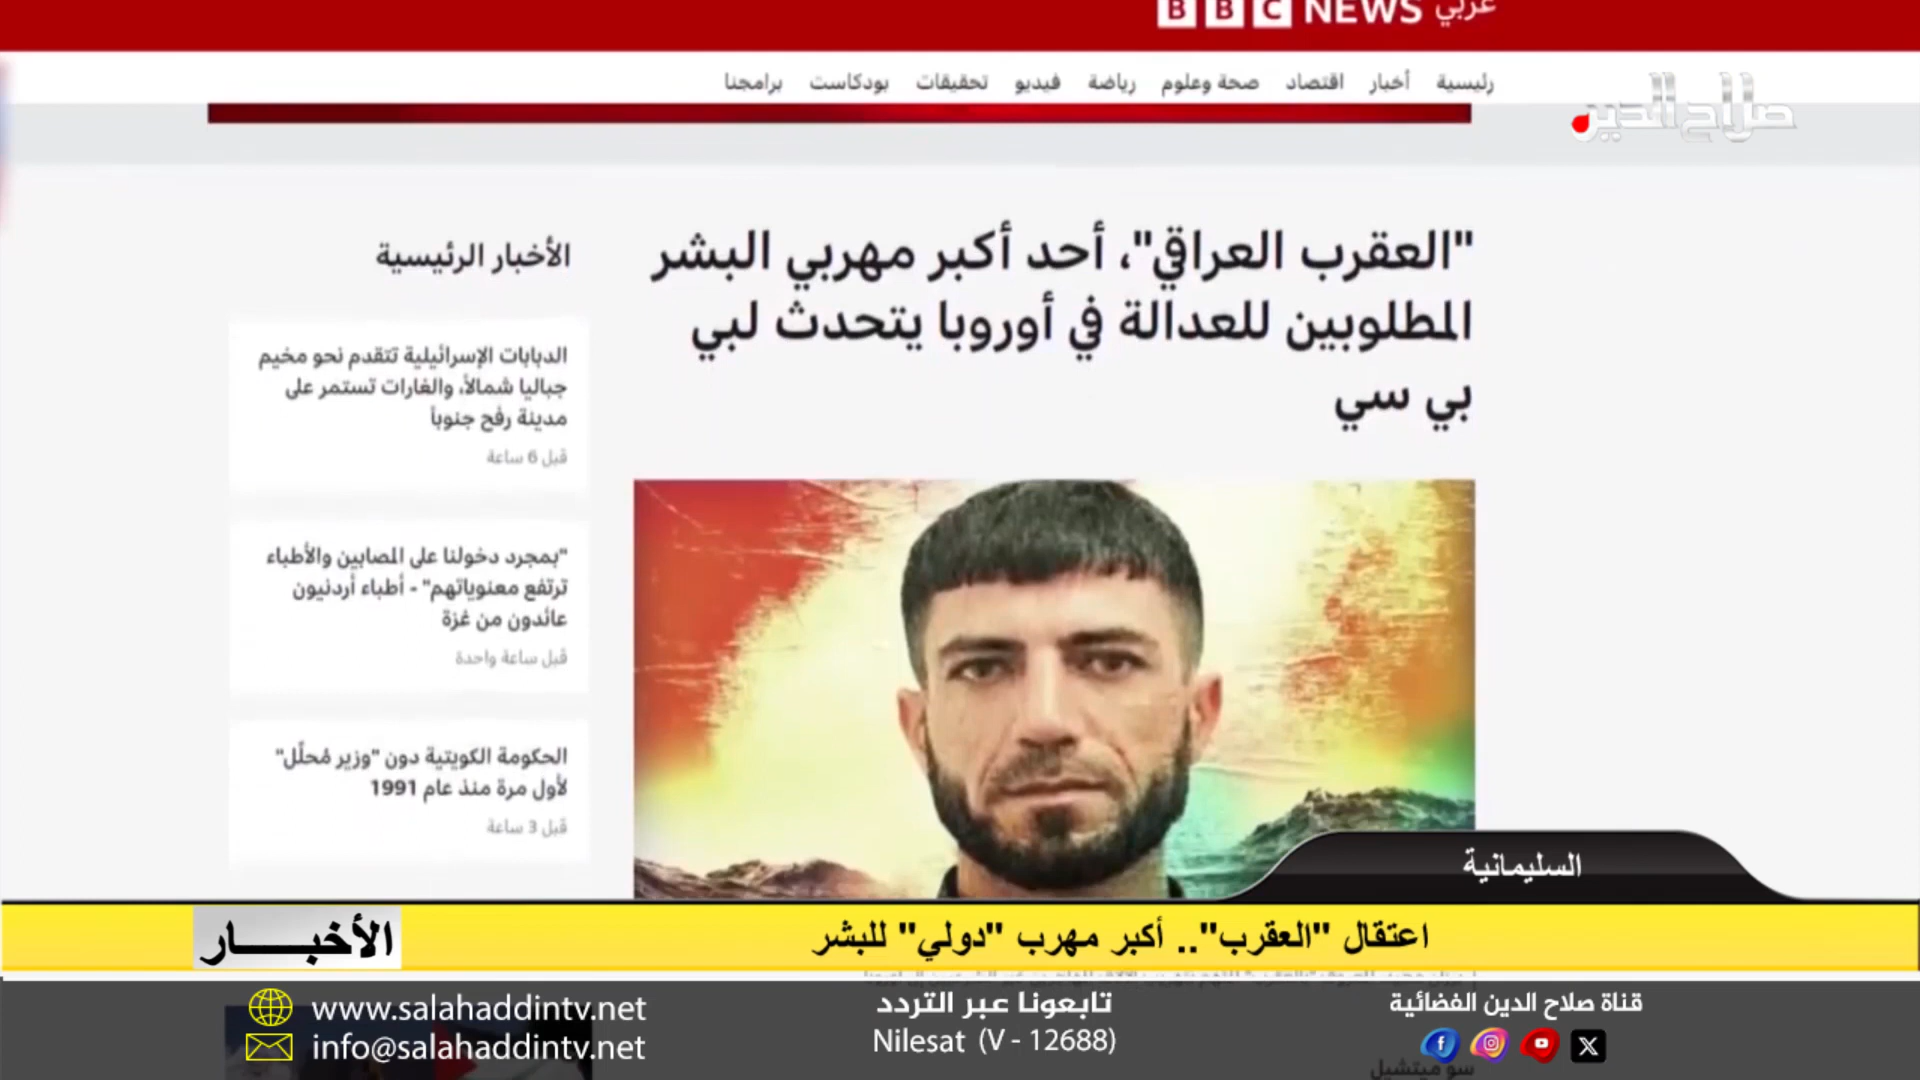 BBC NEWS عربي
رئيسية أخبار اقتصاد صحة وعلوم رياضة فيديو تحقيقات بودكاست برامجنا
صلاح الدين
"العقرب العراقي"، أحد أكبر مهربي البشر
المطلوبين للعدالة في أوروبا يتحدث لبي
بي سي
الأخبار الرئيسية
الدبابات الإسرائيلية تتقدم نحو مخيم
جباليا شمالاً، والغارات تستمر على
مدينة رفح جنوباً
قبل 6 ساعة
"بمجرد دخولنا على المصابين والأطباء
ترتفع معنوياتهم" - أطباء أردنيون
عائدون من غزة
قبل ساعة واحدة
الحكومة الكويتية دون "وزير مُحلّل"
لأول مرة منذ عام 1991
قبل 3 ساعة
السليمانية
اعتقال "العقرب".. أكبر مهرب "دولي" للبشر
الأخبـــــار
قناة صلاح الدين الفضائية
تابعونا عبر التردد
Nilesat (V - 12688)
www.salahaddintv.net
info@salahaddintv.net
سو ميتشيل